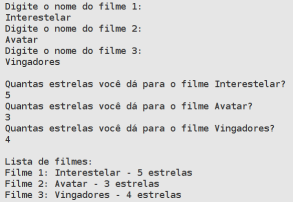 Digite o nome do filme 1:
Interestelar
Digite o nome do filme 2:
Avatar
Digite o nome do filme 3:
Vingadores

Quantas estrelas você dá para o filme Interestelar?
5
Quantas estrelas você dá para o filme Avatar?
3
Quantas estrelas você dá para o filme Vingadores?
4

Lista de filmes:
Filme 1: Interestelar - 5 estrelas
Filme 2: Avatar - 3 estrelas
Filme 3: Vingadores - 4 estrelas